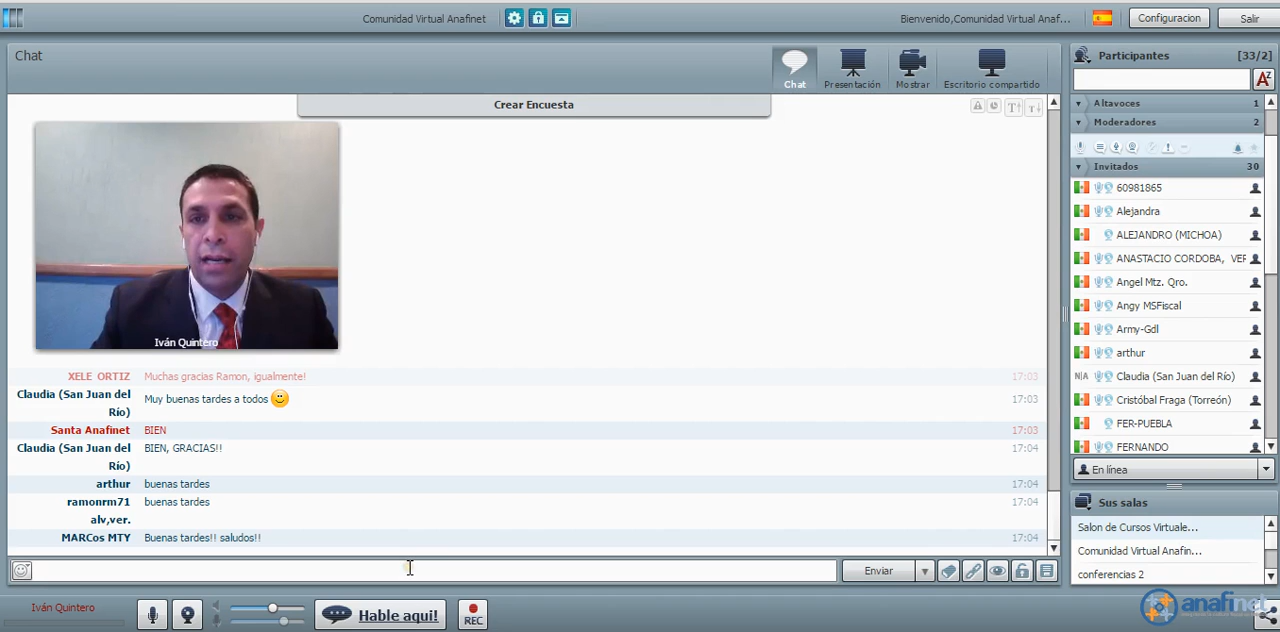 Comunidad Virtual Anafinet
Bienvenido,Comunidad Virtual Anaf...
Configuracion
Salir
Chat
Chat
Presentación
Mostrar
Escritorio compartido
Participantes
[33/2]
Crear Encuesta
Altavoces 1
Moderadores 2
Invitados 30
60981865
Alejandra
ALEJANDRO (MICHOA)
ANASTACIO CORDOBA, VER
Angel Mtz. Qro.
Angy MSFiscal
Army-Gdl
arthur
N/A Claudia (San Juan del Río)
Cristóbal Fraga (Torreón)
FER-PUEBLA
FERNANDO
En línea
Iván Quintero
XELE ORTIZ Muchas gracias Ramon, igualmente! 17:03
Claudia (San Juan del
Río) Muy buenas tardes a todos 17:03
Santa Anafinet BIEN 17:03
Claudia (San Juan del
Río) BIEN, GRACIAS!! 17:04
arthur buenas tardes 17:04
ramonrm71 buenas tardes 17:04
alv,ver.
MARCos MTY Buenas tardes!! saludos!! 17:04
Enviar
Sus salas
Salon de Cursos Virtuale...
Comunidad Virtual Anafin...
conferencias 2
Iván Quintero
Hable aqui!
REC
anafinet